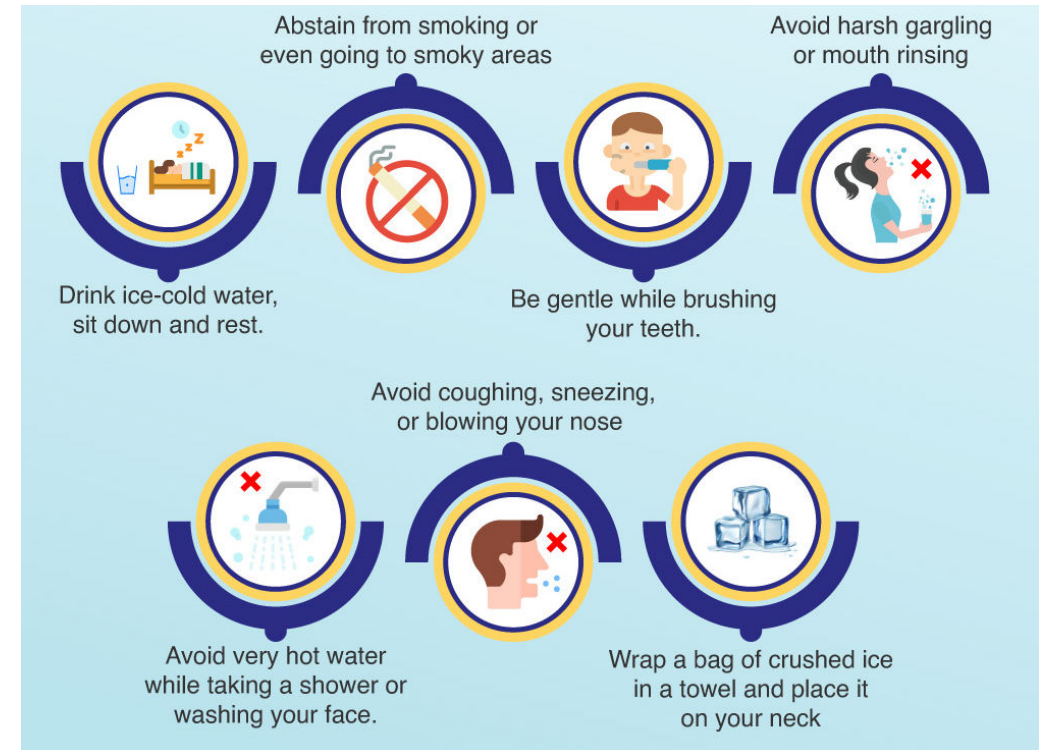 Abstain from smoking or
even going to smoky areas
Avoid harsh gargling
or mouth rinsing
Drink ice-cold water,
sit down and rest.
Be gentle while brushing
your teeth.
Avoid coughing, sneezing,
or blowing your nose
Avoid very hot water
while taking a shower or
washing your face.
Wrap a bag of crushed ice
in a towel and place it
on your neck